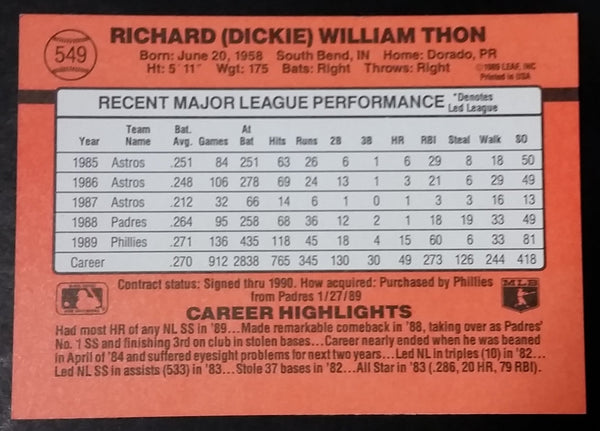 549
RICHARD (DICKIE) WILLIAM THON
Born: June 20, 1958 South Bend, IN Home: Dorado, PR
Ht: 5' 11" Wgt: 175 Bats: Right Throws: Right
©1989 LEAF, INC
Printed in USA
RECENT MAJOR LEAGUE PERFORMANCE *Denotes Led League
Year Team Name Bat. Avg. Games At Bat Hits Runs 2B 3B HR RBI Steal Walk SO
1985 Astros .251 84 251 63 26 6 1 6 29 8 18 50
1986 Astros .248 106 278 69 24 13 1 3 21 6 29 49
1987 Astros .212 32 66 14 6 1 0 1 3 3 16 13
1988 Padres .264 95 258 68 36 12 2 1 18 19 33 49
1989 Phillies .271 136 435 118 45 18 4 15 60 6 33 81
Career .270 912 2838 765 345 130 30 49 273 126 244 418
Contract status: Signed thru 1990. How acquired: Purchased by Phillies
from Padres 1/27/89
MLB
CAREER HIGHLIGHTS
Had most HR of any NL SS in '89...Made remarkable comeback in '88, taking over as Padres'
No. 1 SS and finishing 3rd on club in stolen bases...Career nearly ended when he was beaned
in April of '84 and suffered eyesight problems for next two years...Led NL in triples (10) in '82...
Led NL SS in assists (533) in '83...Stole 37 bases in '82...All Star in '83 (.286, 20 HR, 79 RBI).